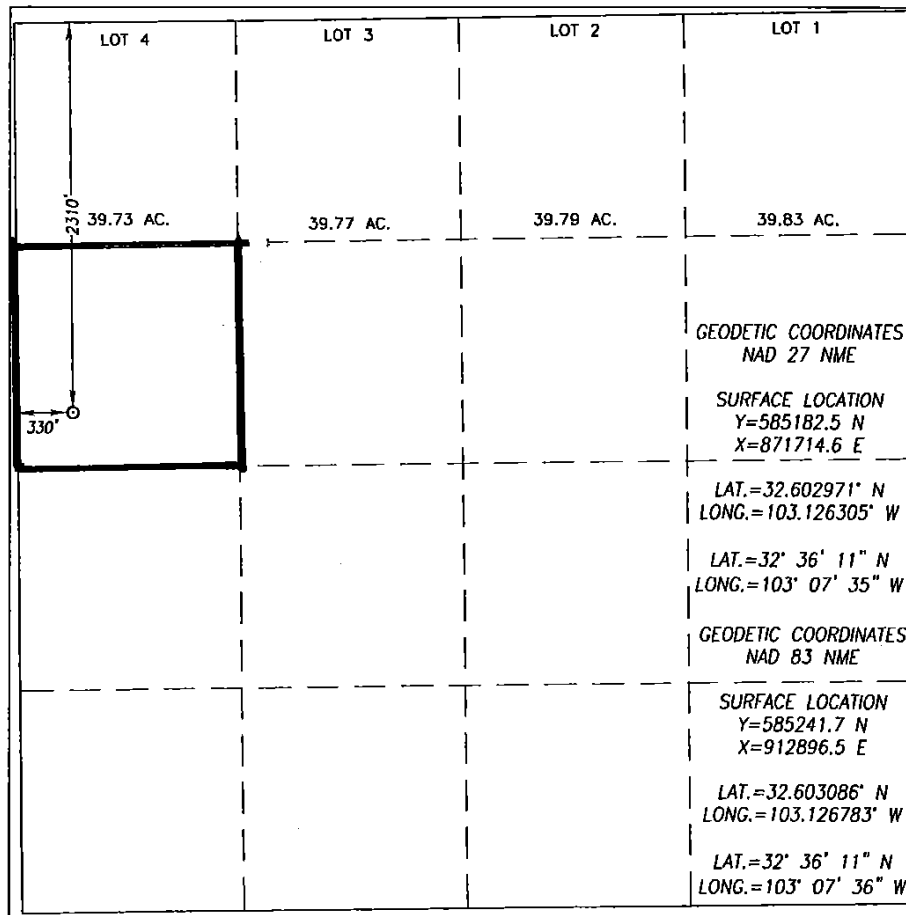 LOT 4
LOT 3
LOT 2
LOT 1
2310'
39.73 AC.
39.77 AC.
39.79 AC.
39.83 AC.
330'
GEODETIC COORDINATES
NAD 27 NME
SURFACE LOCATION
Y=585182.5 N
X=871714.6 E
LAT.=32.602971° N
LONG.=103.126305° W
LAT.=32° 36' 11" N
LONG.=103° 07' 35" W
GEODETIC COORDINATES
NAD 83 NME
SURFACE LOCATION
Y=585241.7 N
X=912896.5 E
LAT.=32.603086° N
LONG.=103.126783° W
LAT.=32° 36' 11" N
LONG.=103° 07' 36" W